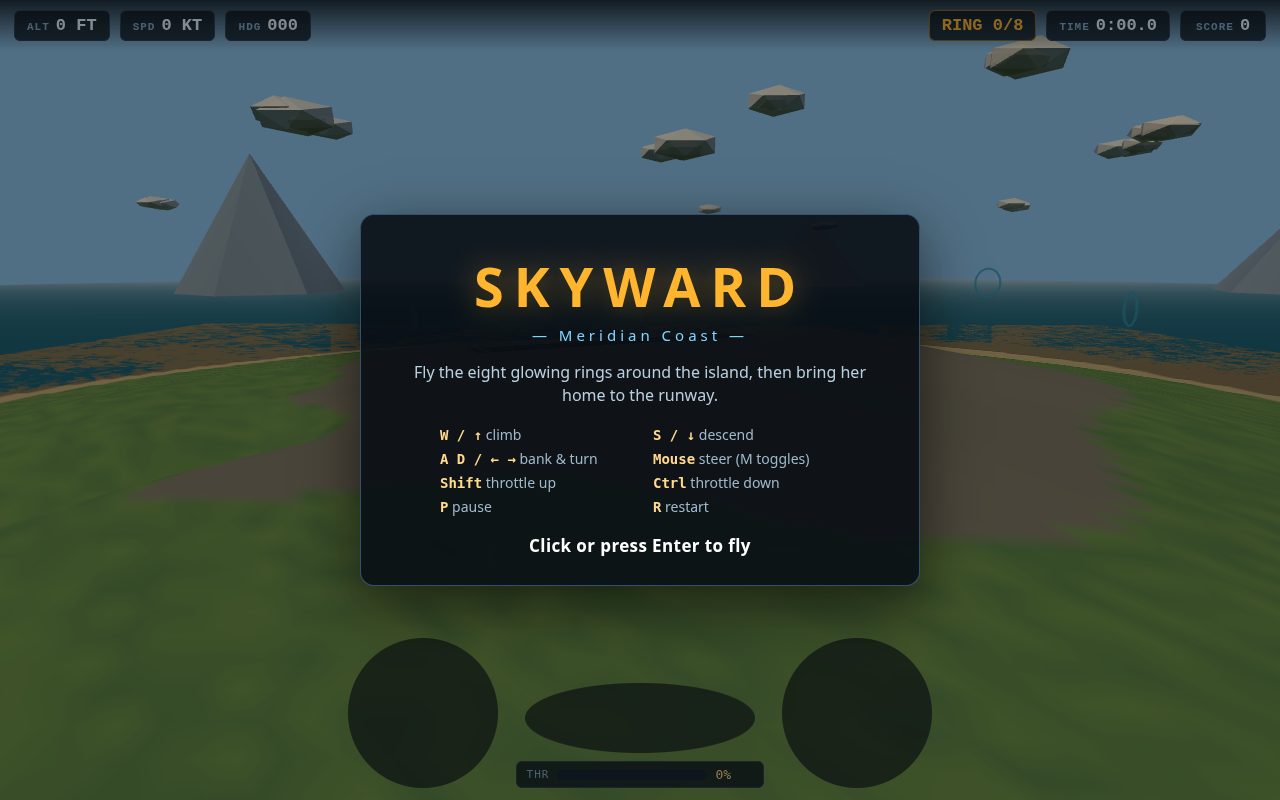 ALT 0 FT SPD 0 KT HDG 000 RING 0/8 TIME 0:00.0 SCORE 0
SKYWARD
— Meridian Coast —
Fly the eight glowing rings around the island, then bring her
home to the runway.
W / ↑ climb S / ↓ descend
A D / ← → bank & turn Mouse steer (M toggles)
Shift throttle up Ctrl throttle down
P pause R restart
Click or press Enter to fly
THR 0%